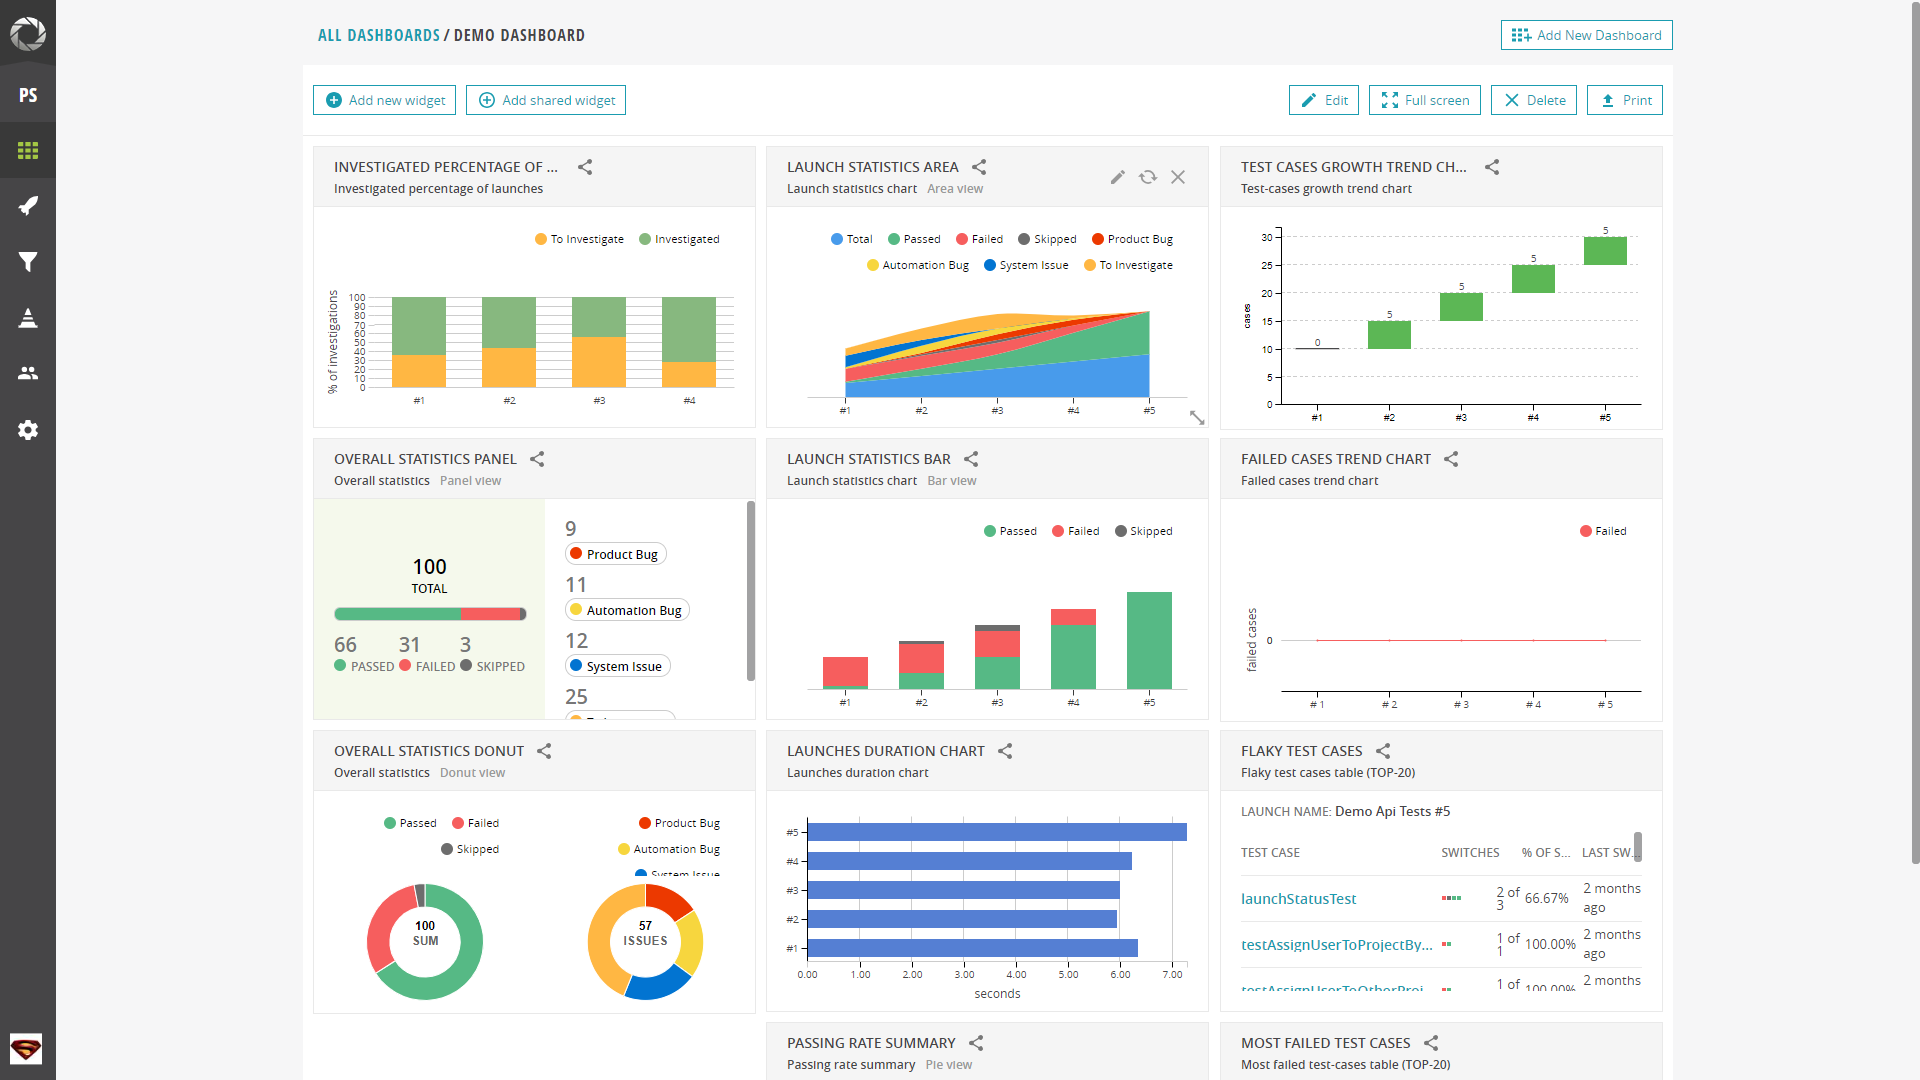 ALL DASHBOARDS / DEMO DASHBOARD
Add New Dashboard
PS
Add new widget
Add shared widget
Edit
Full screen
Delete
Print
INVESTIGATED PERCENTAGE OF ...
Investigated percentage of launches
To Investigate
Investigated
% of investigations
100
90
80
70
60
50
40
30
20
10
0
#1 #2 #3 #4
LAUNCH STATISTICS AREA
Launch statistics chart Area view
Total Passed Failed Skipped Product Bug
Automation Bug System Issue To Investigate
#1 #2 #3 #4 #5
TEST CASES GROWTH TREND CH...
Test-cases growth trend chart
cases
30
25
20
15
10
5
0
0 5 5 5 5
#1 #2 #3 #4 #5
OVERALL STATISTICS PANEL
Overall statistics Panel view
100
TOTAL
66 31 3
PASSED FAILED SKIPPED
9
Product Bug
11
Automation Bug
12
System Issue
25
LAUNCH STATISTICS BAR
Launch statistics chart Bar view
Passed Failed Skipped
#1 #2 #3 #4 #5
FAILED CASES TREND CHART
Failed cases trend chart
Failed
failed cases
0
# 1 # 2 # 3 # 4 # 5
OVERALL STATISTICS DONUT
Overall statistics Donut view
Passed Failed
Skipped
100
SUM
Product Bug
Automation Bug
System Issue
57
ISSUES
LAUNCHES DURATION CHART
Launches duration chart
#5
#4
#3
#2
#1
0.00 1.00 2.00 3.00 4.00 5.00 6.00 7.00
seconds
FLAKY TEST CASES
Flaky test cases table (TOP-20)
LAUNCH NAME: Demo Api Tests #5
TEST CASE SWITCHES % OF S... LAST SW...
launchStatusTest 2 of 3 66.67% 2 months ago
testAssignUserToProjectBy... 1 of 1 100.00% 2 months ago
testAssignUserToOtherProj... 1 of 100.00% 2 months
PASSING RATE SUMMARY
Passing rate summary Pie view
MOST FAILED TEST CASES
Most failed test-cases table (TOP-20)